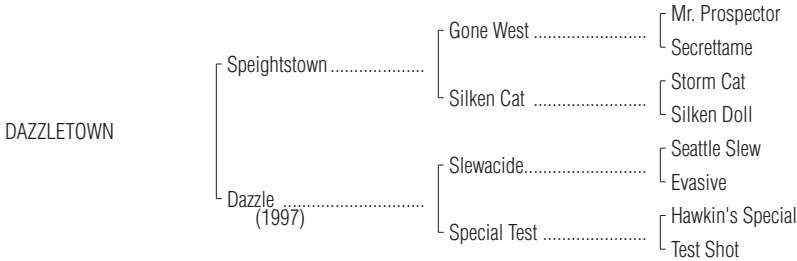 Mr. Prospector
Gone West ........................
Secrettame
Speightstown ....................
Storm Cat
Silken Cat ........................
Silken Doll
DAZZLETOWN
Seattle Slew
Slewacide..........................
Evasive
Dazzle ..............................
(1997)
Hawkin's Special
Special Test ......................
Test Shot